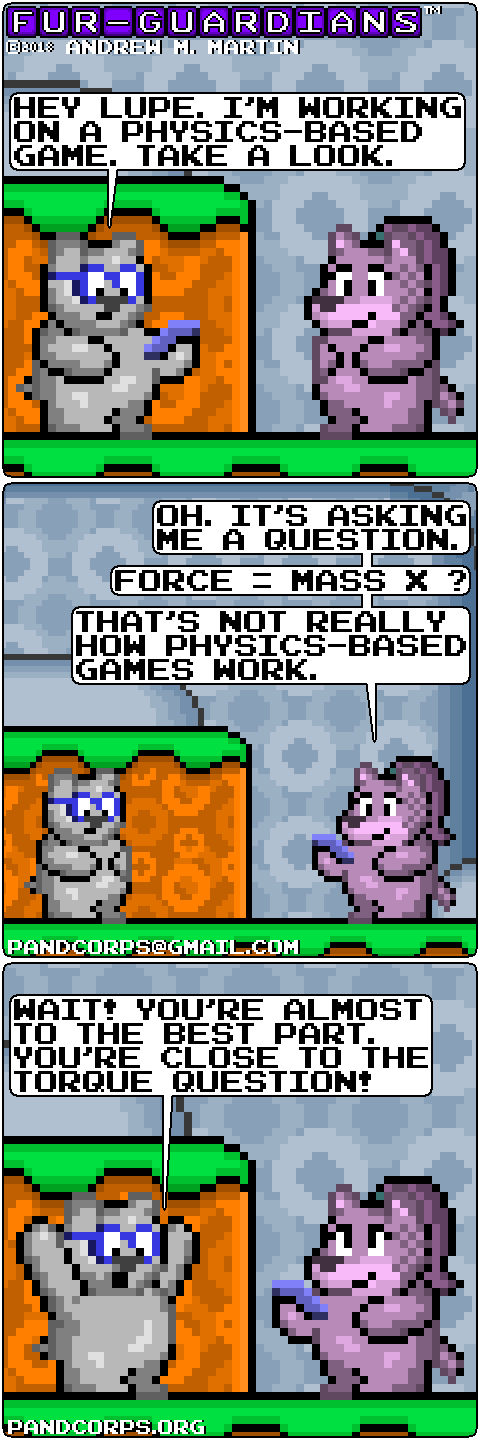 FUR-GUARDIANS™
©2018 ANDREW M. MARTIN
HEY LUPE. I'M WORKING
ON A PHYSICS-BASED
GAME. TAKE A LOOK.
OH. IT'S ASKING
ME A QUESTION.
FORCE = MASS X ?
THAT'S NOT REALLY
HOW PHYSICS-BASED
GAMES WORK.
PANDCORPS@GMAIL.COM
WAIT! YOU'RE ALMOST
TO THE BEST PART.
YOU'RE CLOSE TO THE
TORQUE QUESTION!
PANDCORPS.ORG